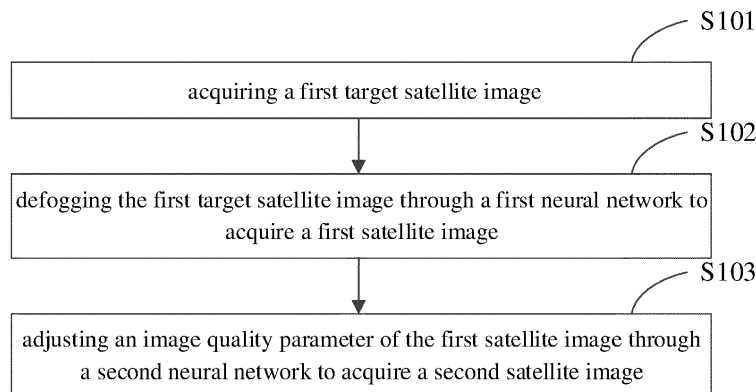 S101
acquiring a first target satellite image
S102
defogging the first target satellite image through a first neural network to
acquire a first satellite image
S103
adjusting an image quality parameter of the first satellite image through
a second neural network to acquire a second satellite image